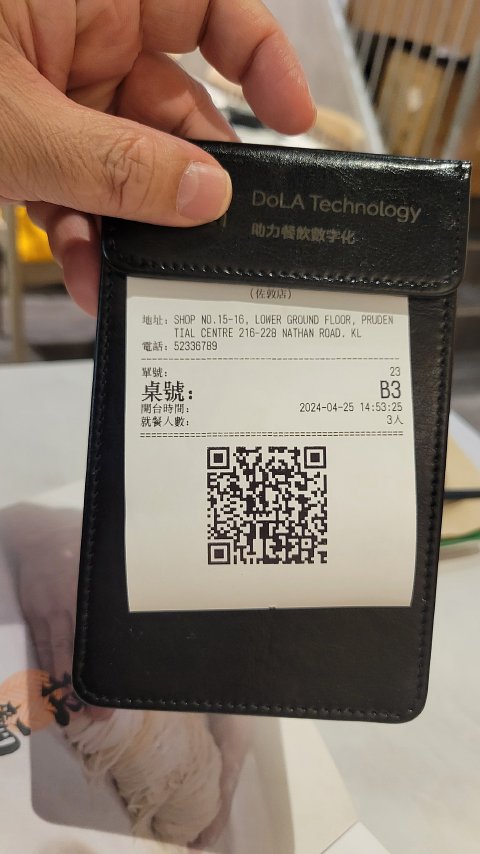 DoLA Technology
助力餐飲數字化
(佐敦店)
地址: SHOP NO.15-16, LOWER GROUND FLOOR, PRUDEN
TIAL CENTRE 216-228 NATHAN ROAD. KL
電話: 52336789
單號: 23
桌號: B3
開台時間: 2024-04-25 14:53:25
就餐人數: 3人